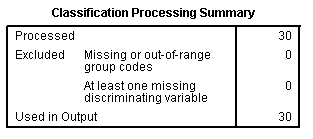 Classification Processing Summary
Processed 30
Excluded Missing or out-of-range 0
group codes
At least one missing 0
discriminating variable
Used in Output 30